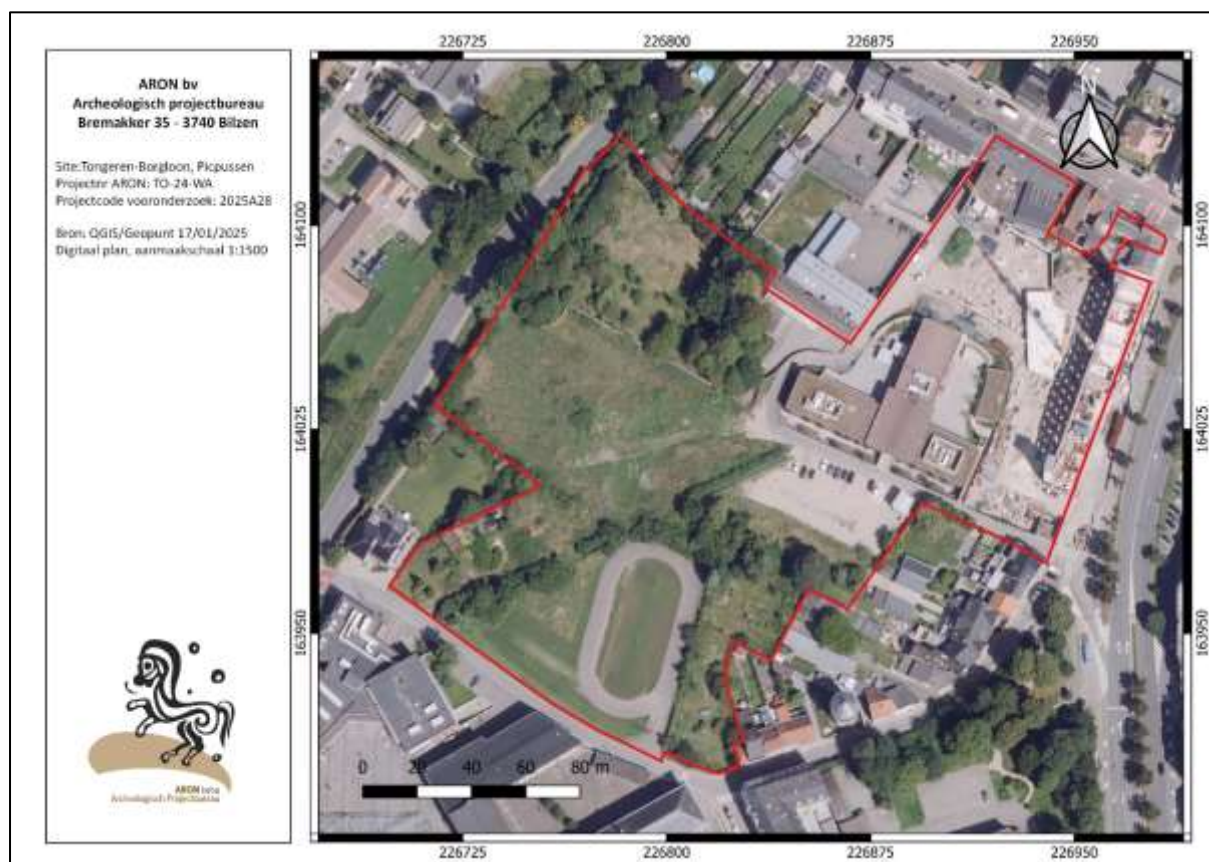 ARON bv
Archeologisch projectbureau
Bremakker 35 - 3740 Bilzen
Site:Tongeren-Borgloon, Picpussen
Projectnr ARON: TO-24-WA
Projectcode vooronderzoek: 2025A28
Bron: QGIS/Geopunt 17/01/2025
Digitaal plan, aanmaakschaal 1:1500
ARON bvba
Archeologisch Projectbureau
226725 226800 226875 226950
164100 164100
164025 164025
163950 163950
N
0 20 40 60 80 m
226725 226800 226875 226950